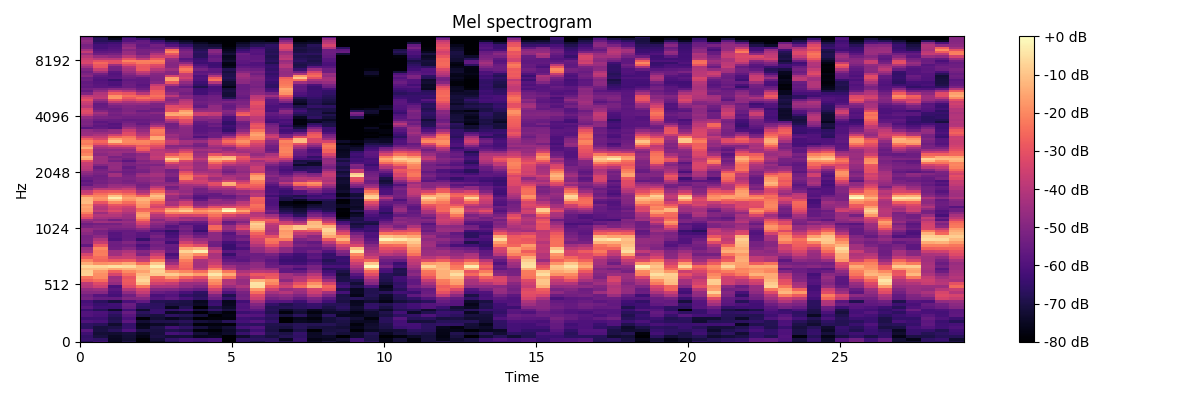 Mel spectrogram
8192
4096
2048
1024
512
0
Hz
0 5 10 15 20 25
Time
+0 dB
-10 dB
-20 dB
-30 dB
-40 dB
-50 dB
-60 dB
-70 dB
-80 dB